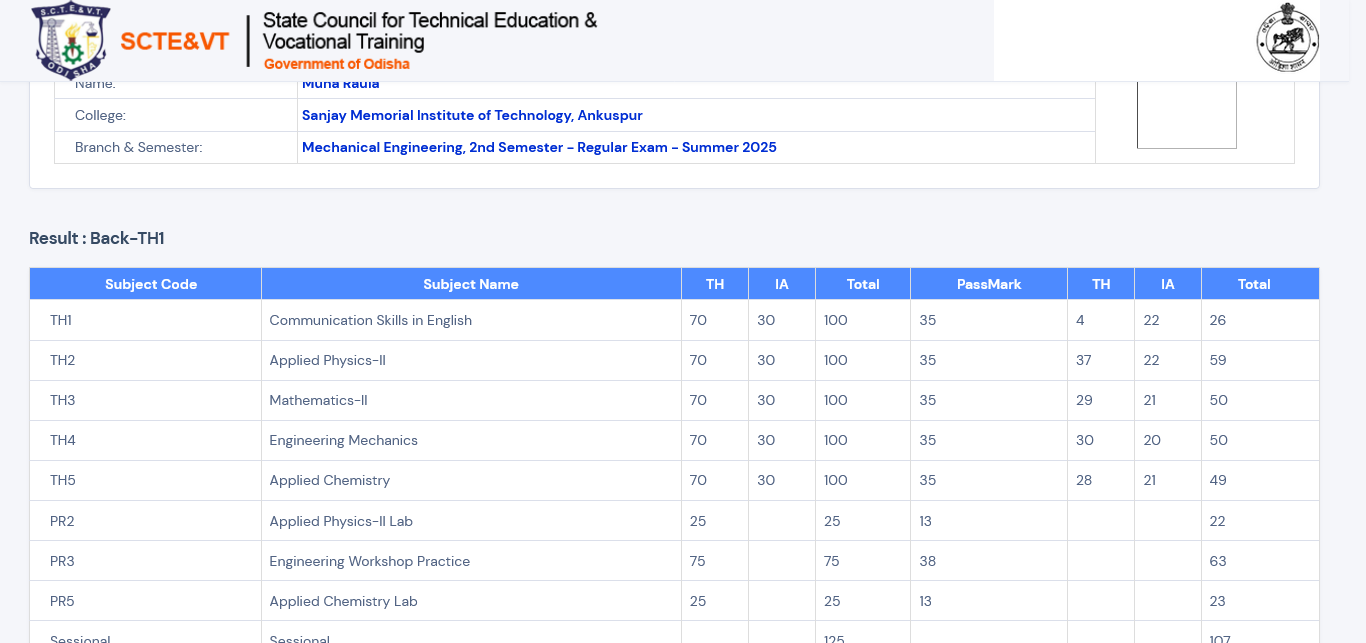 S.C.T.E.&V.T.
ODISHA
SCTE&VT
State Council for Technical Education &
Vocational Training
Government of Odisha
Name: Muna Raula
College: Sanjay Memorial Institute of Technology, Ankuspur
Branch & Semester: Mechanical Engineering, 2nd Semester - Regular Exam - Summer 2025
Result : Back-TH1
Subject Code Subject Name TH IA Total PassMark TH IA Total
TH1 Communication Skills in English 70 30 100 35 4 22 26
TH2 Applied Physics-II 70 30 100 35 37 22 59
TH3 Mathematics-II 70 30 100 35 29 21 50
TH4 Engineering Mechanics 70 30 100 35 30 20 50
TH5 Applied Chemistry 70 30 100 35 28 21 49
PR2 Applied Physics-II Lab 25 25 13 22
PR3 Engineering Workshop Practice 75 75 38 63
PR5 Applied Chemistry Lab 25 25 13 23
Sessional Sessional 125 107